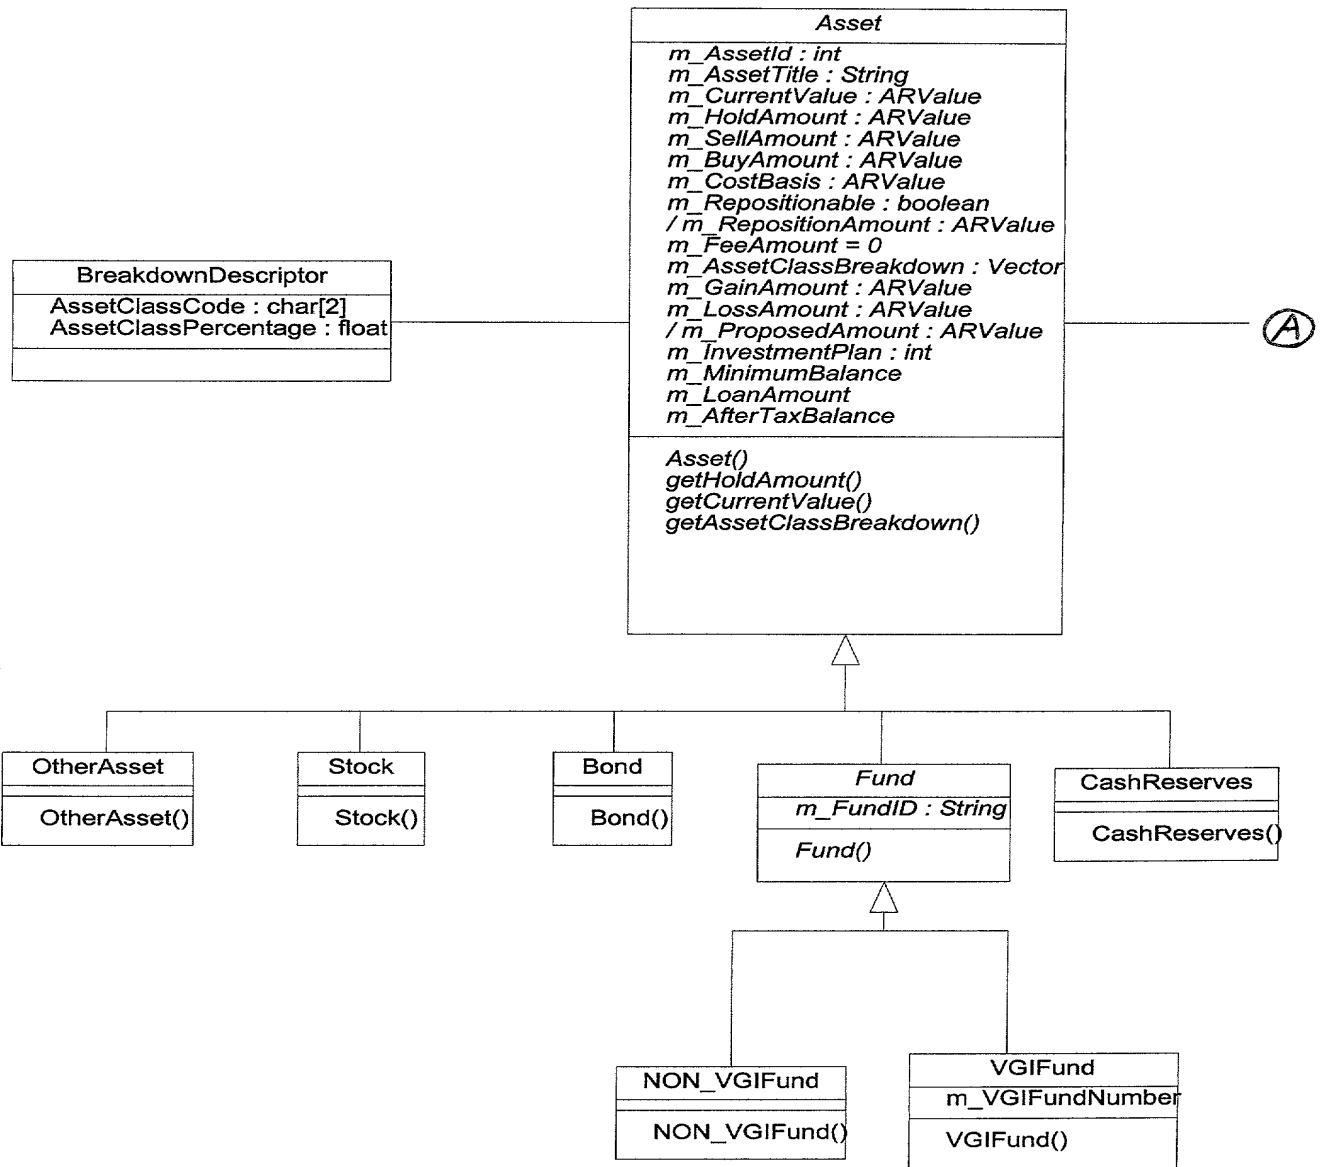 Asset
m_AssetId : int
m_AssetTitle : String
m_CurrentValue : ARValue
m_HoldAmount : ARValue
m_SellAmount : ARValue
m_BuyAmount : ARValue
m_CostBasis : ARValue
m_Repositionable : boolean
/ m_RepositionAmount : ARValue
m_FeeAmount = 0
m_AssetClassBreakdown : Vector
m_GainAmount : ARValue
m_LossAmount : ARValue
/ m_ProposedAmount : ARValue
m_InvestmentPlan : int
m_MinimumBalance
m_LoanAmount
m_AfterTaxBalance
Asset()
getHoldAmount()
getCurrentValue()
getAssetClassBreakdown()
BreakdownDescriptor
AssetClassCode : char[2]
AssetClassPercentage : float
A
OtherAsset
OtherAsset()
Stock
Stock()
Bond
Bond()
Fund
m_FundID : String
Fund()
CashReserves
CashReserves()
NON_VGIFund
NON_VGIFund()
VGIFund
m_VGIFundNumber
VGIFund()